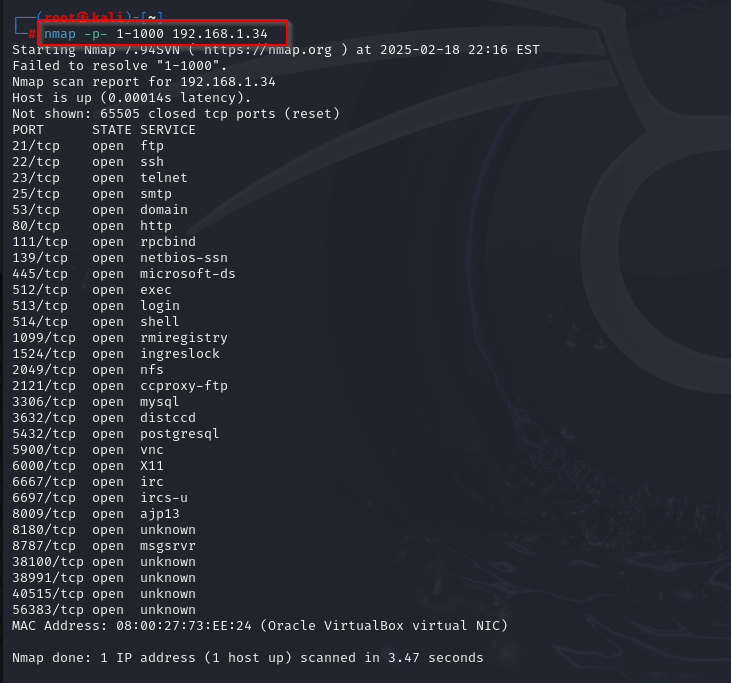 ┌──(root㉿kali)-[~]
└─# nmap -p- 1-1000 192.168.1.34
Starting Nmap 7.94SVN ( https://nmap.org ) at 2025-02-18 22:16 EST
Failed to resolve "1-1000".
Nmap scan report for 192.168.1.34
Host is up (0.00014s latency).
Not shown: 65505 closed tcp ports (reset)
PORT      STATE SERVICE
21/tcp    open  ftp
22/tcp    open  ssh
23/tcp    open  telnet
25/tcp    open  smtp
53/tcp    open  domain
80/tcp    open  http
111/tcp   open  rpcbind
139/tcp   open  netbios-ssn
445/tcp   open  microsoft-ds
512/tcp   open  exec
513/tcp   open  login
514/tcp   open  shell
1099/tcp  open  rmiregistry
1524/tcp  open  ingreslock
2049/tcp  open  nfs
2121/tcp  open  ccproxy-ftp
3306/tcp  open  mysql
3632/tcp  open  distccd
5432/tcp  open  postgresql
5900/tcp  open  vnc
6000/tcp  open  X11
6667/tcp  open  irc
6697/tcp  open  ircs-u
8009/tcp  open  ajp13
8180/tcp  open  unknown
8787/tcp  open  msgsrvr
38100/tcp open  unknown
38991/tcp open  unknown
40515/tcp open  unknown
56383/tcp open  unknown
MAC Address: 08:00:27:73:EE:24 (Oracle VirtualBox virtual NIC)
Nmap done: 1 IP address (1 host up) scanned in 3.47 seconds